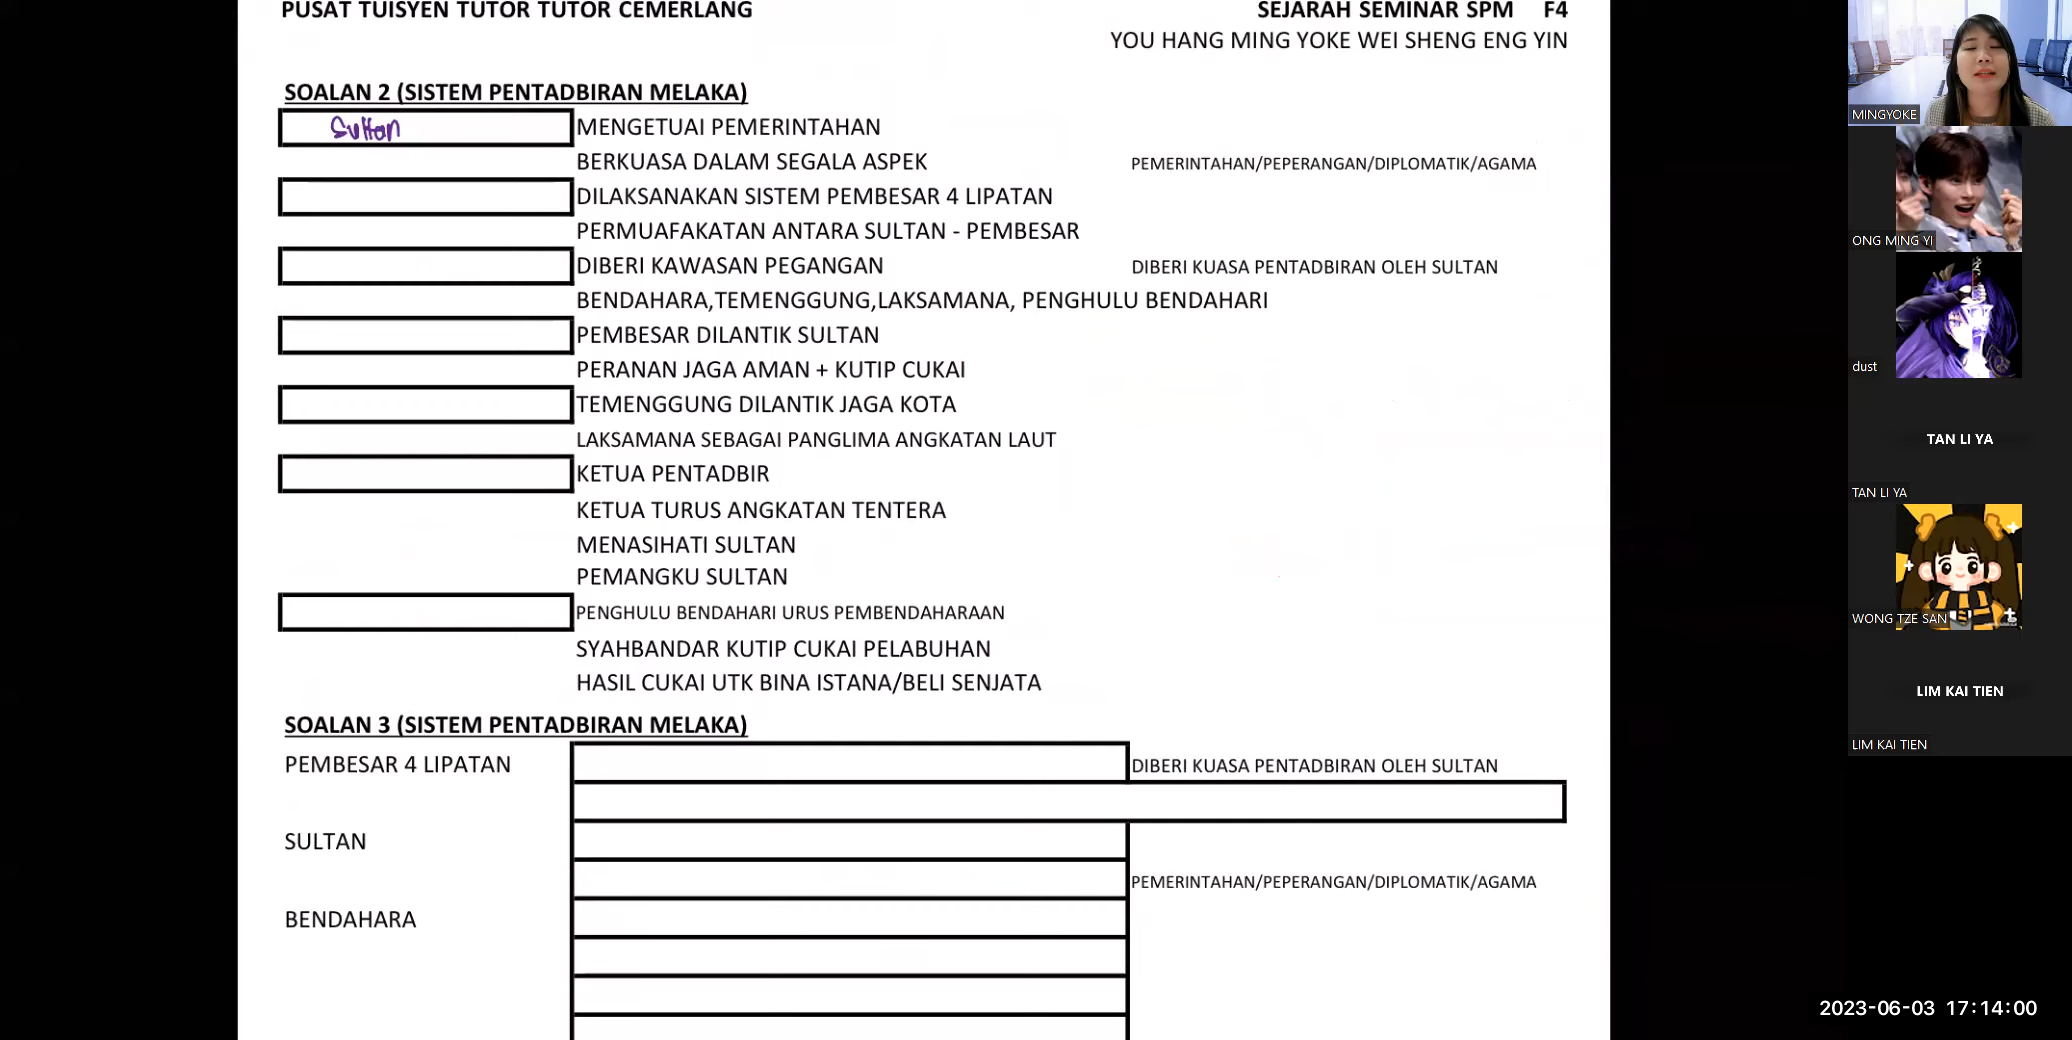 PUSAT TUISYEN TUTOR TUTOR CEMERLANG
SEJARAH SEMINAR SPM F4
YOU HANG MING YOKE WEI SHENG ENG YIN
SOALAN 2 (SISTEM PENTADBIRAN MELAKA)
Sultan MENGETUAI PEMERINTAHAN
BERKUASA DALAM SEGALA ASPEK PEMERINTAHAN/PEPERANGAN/DIPLOMATIK/AGAMA
DILAKSANAKAN SISTEM PEMBESAR 4 LIPATAN
PERMUAFAKATAN ANTARA SULTAN - PEMBESAR
DIBERI KAWASAN PEGANGAN DIBERI KUASA PENTADBIRAN OLEH SULTAN
BENDAHARA,TEMENGGUNG,LAKSAMANA, PENGHULU BENDAHARI
PEMBESAR DILANTIK SULTAN
PERANAN JAGA AMAN + KUTIP CUKAI
TEMENGGUNG DILANTIK JAGA KOTA
LAKSAMANA SEBAGAI PANGLIMA ANGKATAN LAUT
KETUA PENTADBIR
KETUA TURUS ANGKATAN TENTERA
MENASIHATI SULTAN
PEMANGKU SULTAN
PENGHULU BENDAHARI URUS PEMBENDAHARAAN
SYAHBANDAR KUTIP CUKAI PELABUHAN
HASIL CUKAI UTK BINA ISTANA/BELI SENJATA
SOALAN 3 (SISTEM PENTADBIRAN MELAKA)
PEMBESAR 4 LIPATAN DIBERI KUASA PENTADBIRAN OLEH SULTAN
SULTAN
PEMERINTAHAN/PEPERANGAN/DIPLOMATIK/AGAMA
BENDAHARA
MINGYOKE
ONG MING YI
dust
TAN LI YA
TAN LI YA
WONG TZE SAN
LIM KAI TIEN
LIM KAI TIEN
2023-06-03 17:14:00